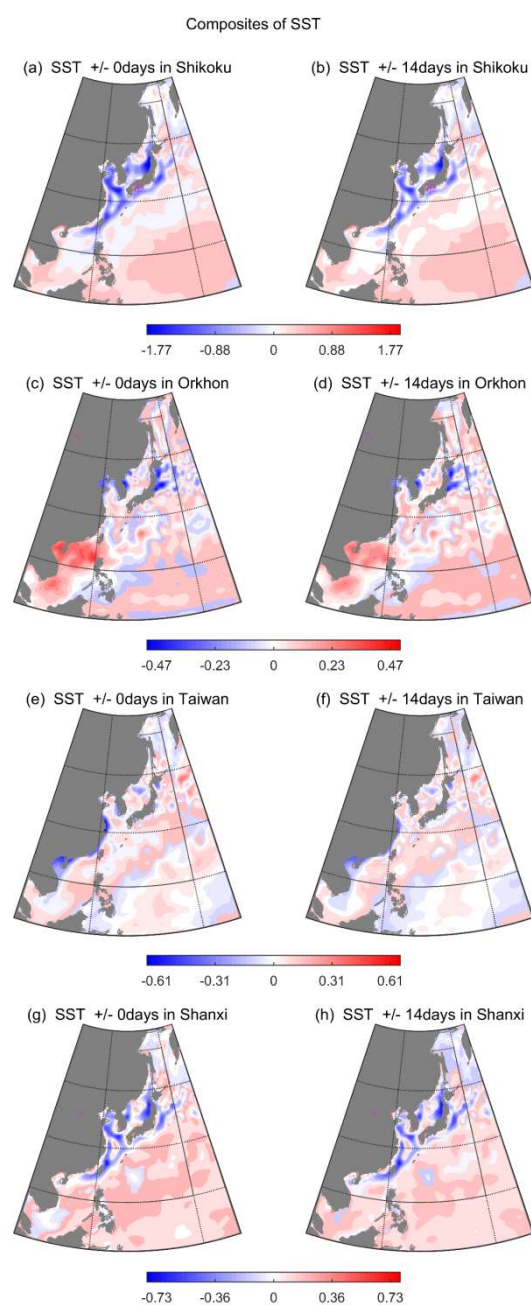 Composites of SST
(a) SST +/- 0days in Shikoku
(b) SST +/- 14days in Shikoku
-1.77 -0.88 0 0.88 1.77
(c) SST +/- 0days in Orkhon
(d) SST +/- 14days in Orkhon
-0.47 -0.23 0 0.23 0.47
(e) SST +/- 0days in Taiwan
(f) SST +/- 14days in Taiwan
-0.61 -0.31 0 0.31 0.61
(g) SST +/- 0days in Shanxi
(h) SST +/- 14days in Shanxi
-0.73 -0.36 0 0.36 0.73